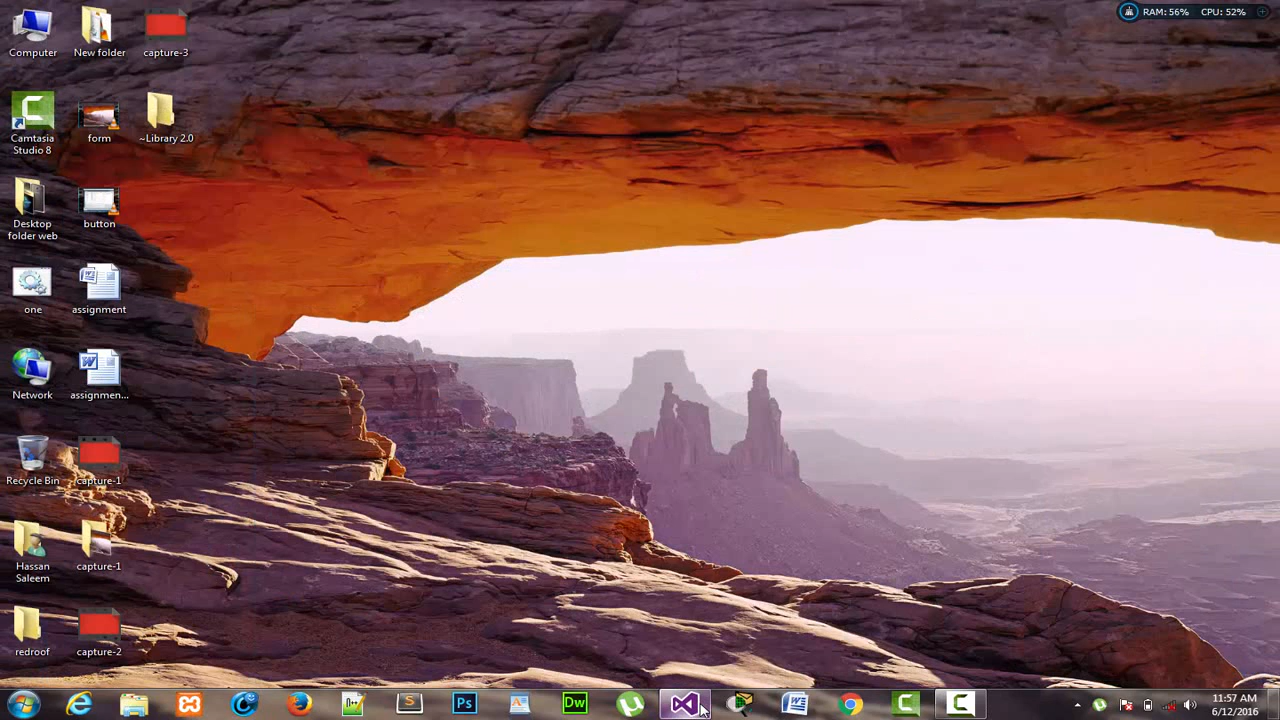 RAM: 56% CPU: 52%
Computer
New folder
capture-3
Camtasia
Studio 8
form
~Library 2.0
Desktop
folder web
button
one
assignment
Network
assignmen...
Recycle Bin
capture-1
Hassan
Saleem
capture-1
redroof
capture-2
Ps
Dw
11:57 AM
6/12/2016